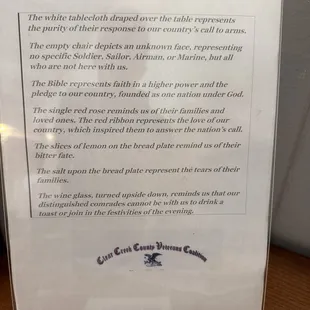 The white tablecloth draped over the table represents
the purity of their response to our country's call to arms.
The empty chair depicts an unknown face, representing
no specific Soldier, Sailor, Airman, or Marine, but all
who are not here with us.
The Bible represents faith in a higher power and the
pledge to our country, founded as one nation under God.
The single red rose reminds us of their families and
loved ones. The red ribbon represents the love of our
country, which inspired them to answer the nation's call.
The slices of lemon on the bread plate remind us of their
bitter fate.
The salt upon the bread plate represent the tears of their
families.
The wine glass, turned upside down, reminds us that our
distinguished comrades cannot be with us to drink a
toast or join in the festivities of the evening.
Clear Creek County Veterans Coalition